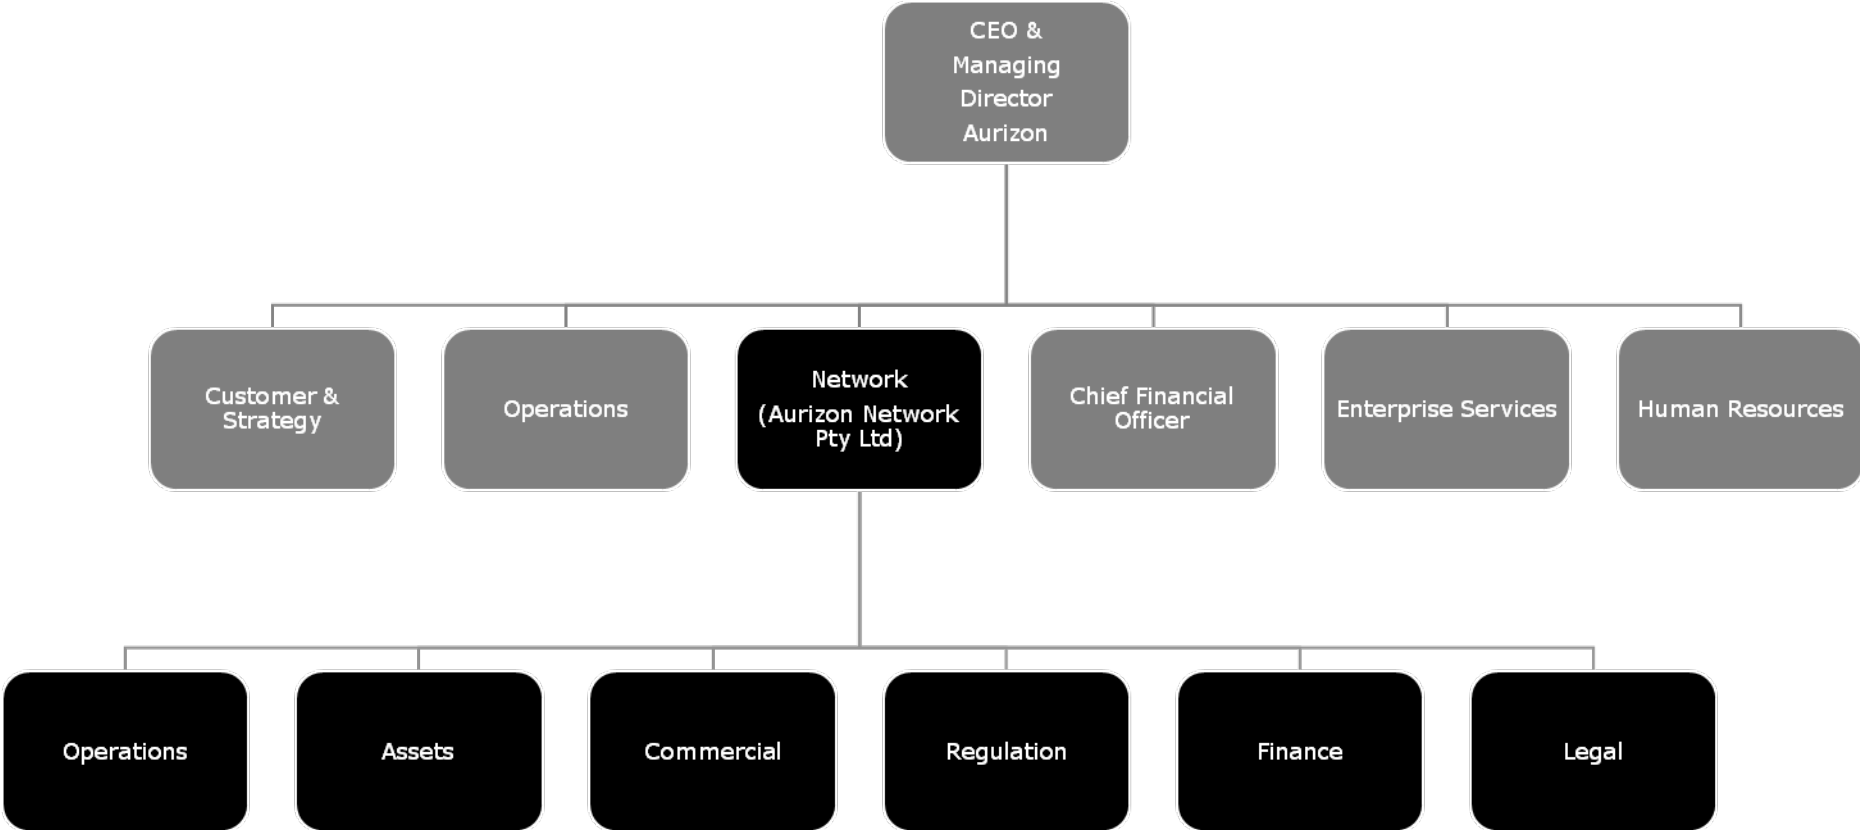 CEO &
Managing
Director
Aurizon
Customer &
Strategy
Operations
Network
(Aurizon Network
Pty Ltd)
Chief Financial
Officer
Enterprise Services
Human Resources
Operations
Assets
Commercial
Regulation
Finance
Legal